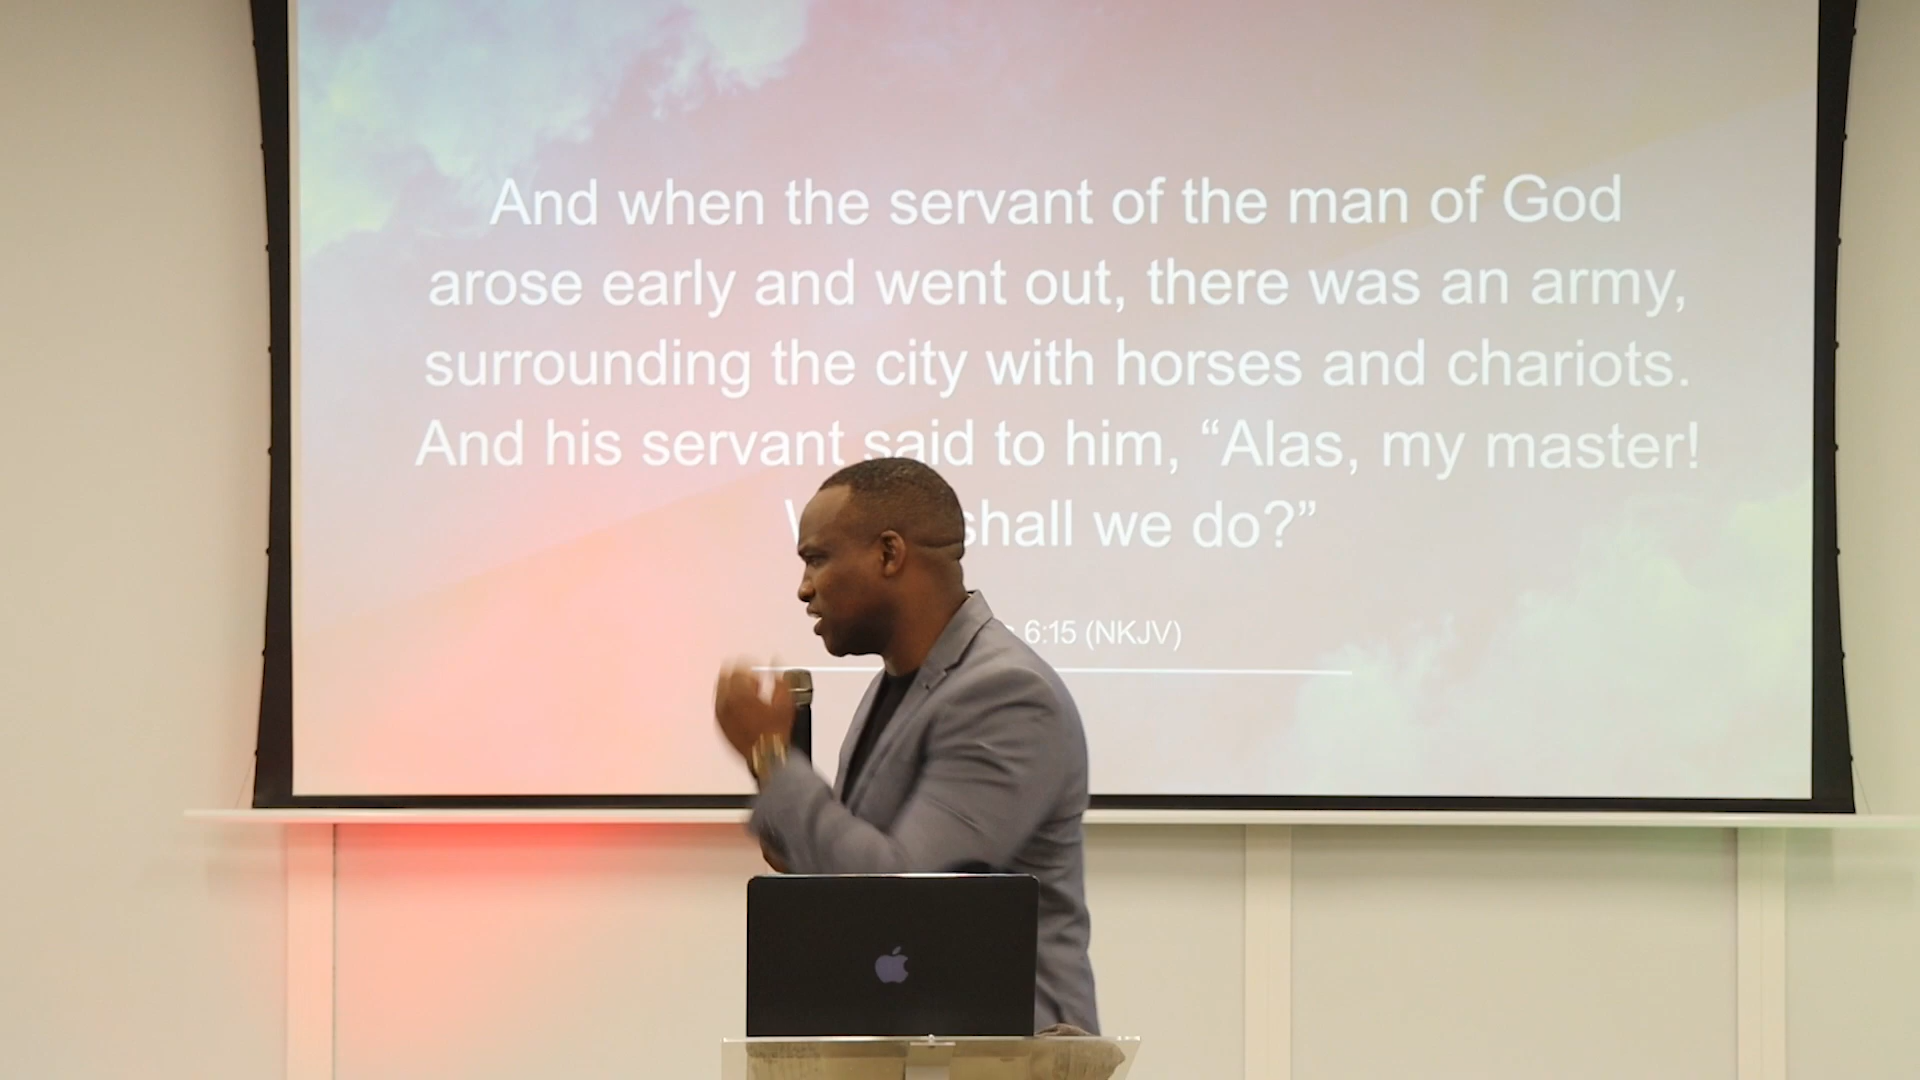 And when the servant of the man of God
arose early and went out, there was an army,
surrounding the city with horses and chariots.
And his servant said to him, “Alas, my master!
shall we do?”
6:15 (NKJV)